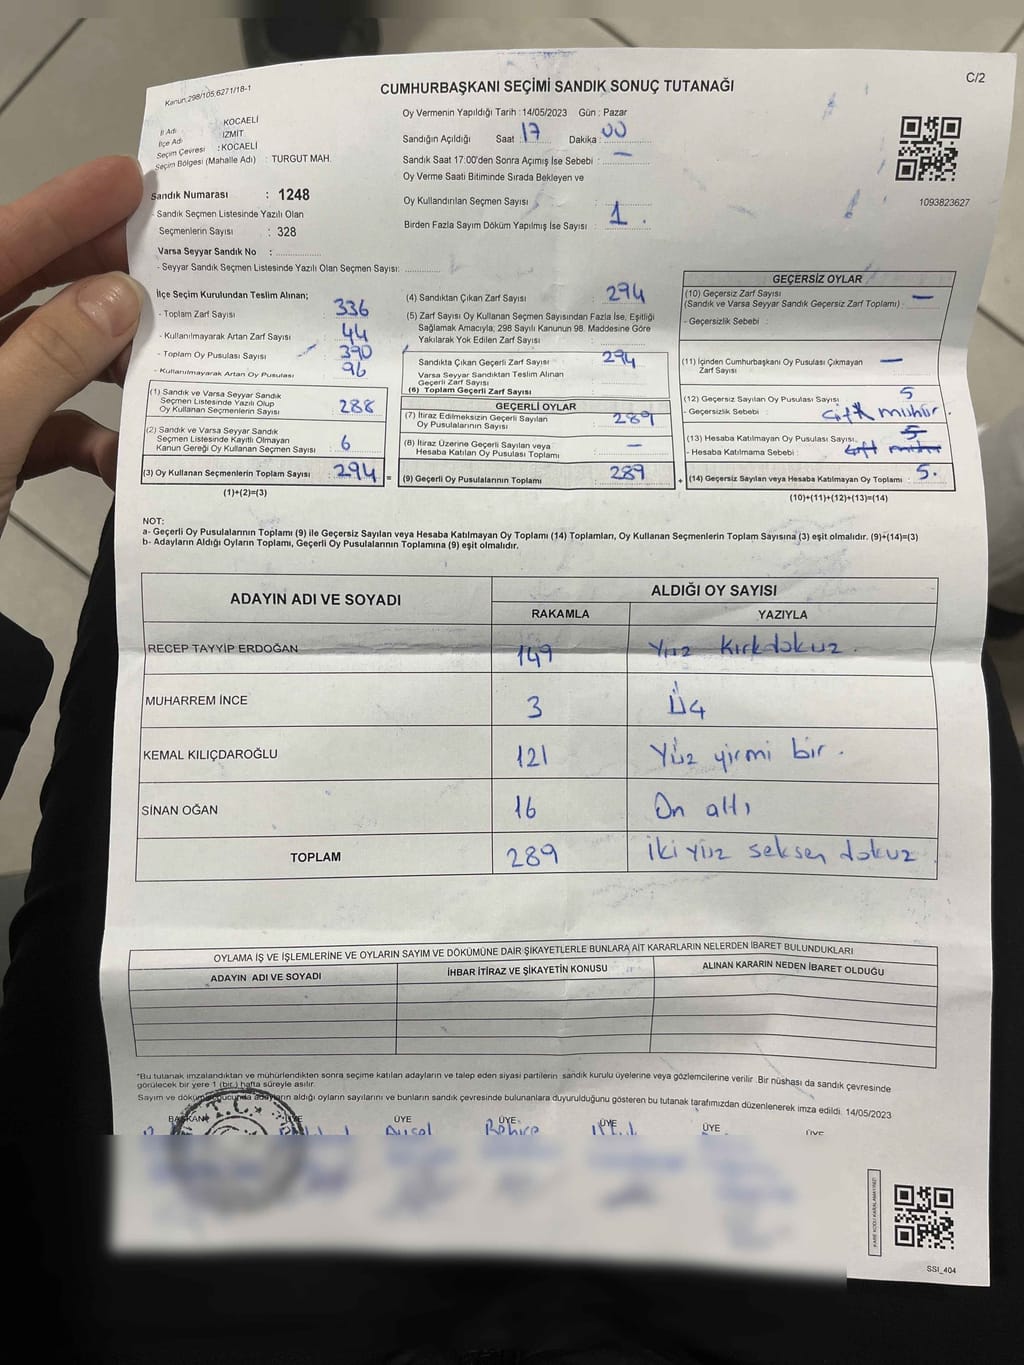 Kanun:298/105,6271/18-1
CUMHURBAŞKANI SEÇİMİ SANDIK SONUÇ TUTANAĞI
C/2
İl Adı KOCAELİ
İlçe Adı İZMİT
Seçim Çevresi : KOCAELİ
Seçim Bölgesi (Mahalle Adı) : TURGUT MAH.
Oy Vermenin Yapıldığı Tarih : 14/05/2023 Gün : Pazar
Sandığın Açıldığı Saat : 17 Dakika : 00
Sandık Saat 17:00'den Sonra Açımış İse Sebebi : —
Oy Verme Saati Bitiminde Sırada Bekleyen ve
Oy Kullandırılan Seçmen Sayısı :
Birden Fazla Sayım Döküm Yapılmış İse Sayısı : 1 .
1093823627
Sandık Numarası : 1248
- Sandık Seçmen Listesinde Yazılı Olan
Seçmenlerin Sayısı : 328
Varsa Seyyar Sandık No :
- Seyyar Sandık Seçmen Listesinde Yazılı Olan Seçmen Sayısı:
İlçe Seçim Kurulundan Teslim Alınan;
- Toplam Zarf Sayısı : 336
- Kullanılmayarak Artan Zarf Sayısı : 44
- Toplam Oy Pusulası Sayısı : 390
- Kullanılmayarak Artan Oy Pusulası : 96
(1) Sandık ve Varsa Seyyar Sandık
Seçmen Listesinde Yazılı Olup
Oy Kullanan Seçmenlerin Sayısı : 288
(2) Sandık ve Varsa Seyyar Sandık
Seçmen Listesinde Kayıtlı Olmayan
Kanun Gereği Oy Kullanan Seçmen Sayısı : 6
(3) Oy Kullanan Seçmenlerin Toplam Sayısı : 294 =
(1)+(2)=(3)
(4) Sandıktan Çıkan Zarf Sayısı : 294
(5) Zarf Sayısı Oy Kullanan Seçmen Sayısından Fazla İse, Eşitliği
Sağlamak Amacıyla; 298 Sayılı Kanunun 98. Maddesine Göre
Yakılarak Yok Edilen Zarf Sayısı :
Sandıkta Çıkan Geçerli Zarf Sayısı : 294
Varsa Seyyar Sandıktan Teslim Alınan
Geçerli Zarf Sayısı :
(6) Toplam Geçerli Zarf Sayısı :
GEÇERLİ OYLAR
(7) İtiraz Edilmeksizin Geçerli Sayılan
Oy Pusulalarının Sayısı : 289
(8) İtiraz Üzerine Geçerli Sayılan veya
Hesaba Katılan Oy Pusulası Toplamı : —
(9) Geçerli Oy Pusulalarının Toplamı : 289 +
GEÇERSİZ OYLAR
(10) Geçersiz Zarf Sayısı
(Sandık ve Varsa Seyyar Sandık Geçersiz Zarf Toplamı) : —
- Geçersizlik Sebebi :
(11) İçinden Cumhurbaşkanı Oy Pusulası Çıkmayan
Zarf Sayısı : —
(12) Geçersiz Sayılan Oy Pusulası Sayısı : 5
- Geçersizlik Sebebi : Çift mühür
(13) Hesaba Katılmayan Oy Pusulası Sayısı : 5
- Hesaba Katılmama Sebebi : Çift mühür
(14) Geçersiz Sayılan veya Hesaba Katılmayan Oy Toplamı : 5.
(10)+(11)+(12)+(13)=(14)
NOT:
a- Geçerli Oy Pusulalarının Toplamı (9) ile Geçersiz Sayılan veya Hesaba Katılmayan Oy Toplamı (14) Toplamları, Oy Kullanan Seçmenlerin Toplam Sayısına (3) eşit olmalıdır. (9)+(14)=(3)
b- Adayların Aldığı Oyların Toplamı, Geçerli Oy Pusulalarının Toplamına (9) eşit olmalıdır.
ADAYIN ADI VE SOYADI ALDIĞI OY SAYISI
RAKAMLA YAZIYLA
RECEP TAYYİP ERDOĞAN 149 Yüz kırkdokuz .
MUHARREM İNCE 3 Üç
KEMAL KILIÇDAROĞLU 121 Yüz yirmi bir .
SİNAN OĞAN 16 On altı
TOPLAM 289 İki yüz seksen dokuz
OYLAMA İŞ VE İŞLEMLERİNE VE OYLARIN SAYIM VE DÖKÜMÜNE DAİR ŞİKAYETLERLE BUNLARA AİT KARARLARIN NELERDEN İBARET BULUNDUKLARI
ADAYIN ADI VE SOYADI İHBAR İTİRAZ VE ŞİKAYETİN KONUSU ALINAN KARARIN NEDEN İBARET OLDUĞU
*Bu tutanak imzalandıktan ve mühürlendikten sonra seçime katılan adayların ve talep eden siyasi partilerin sandık kurulu üyelerine veya gözlemcilerine verilir .Bir nüshası da sandık çevresinde
görülecek bir yere 1 (bir ) hafta süreyle asılır.
Sayım ve döküm sonucunda adayların aldığı oyların sayılarını ve bunların sandık çevresinde bulunanlara duyurulduğunu gösteren bu tutanak tarafımızdan düzenlenerek imza edildi. 14/05/2023
BAŞKAN ÜYE ÜYE ÜYE ÜYE ÜYE ÜYE
T.C.
Aysel Behice
KARE KODU KARALAMAYINIZ!
SSİ_404